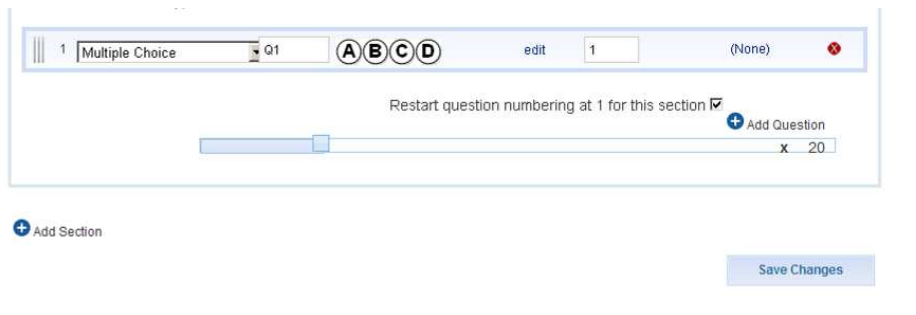 1 Multiple Choice Q1 A B C D edit 1 (None)
Restart question numbering at 1 for this section
Add Question
x 20
Add Section
Save Changes